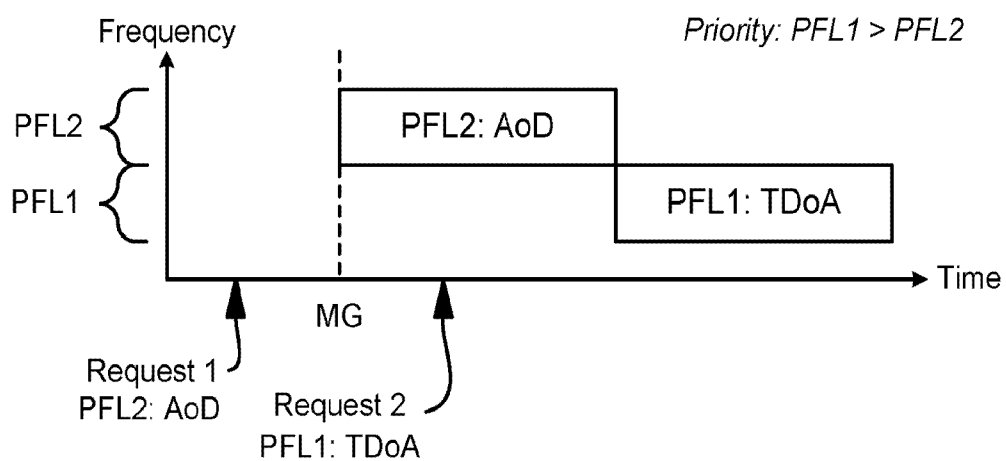 Frequency
Priority: PFL1 > PFL2
PFL2
PFL2: AoD
PFL1
PFL1: TDoA
Time
MG
Request 1
PFL2: AoD
Request 2
PFL1: TDoA